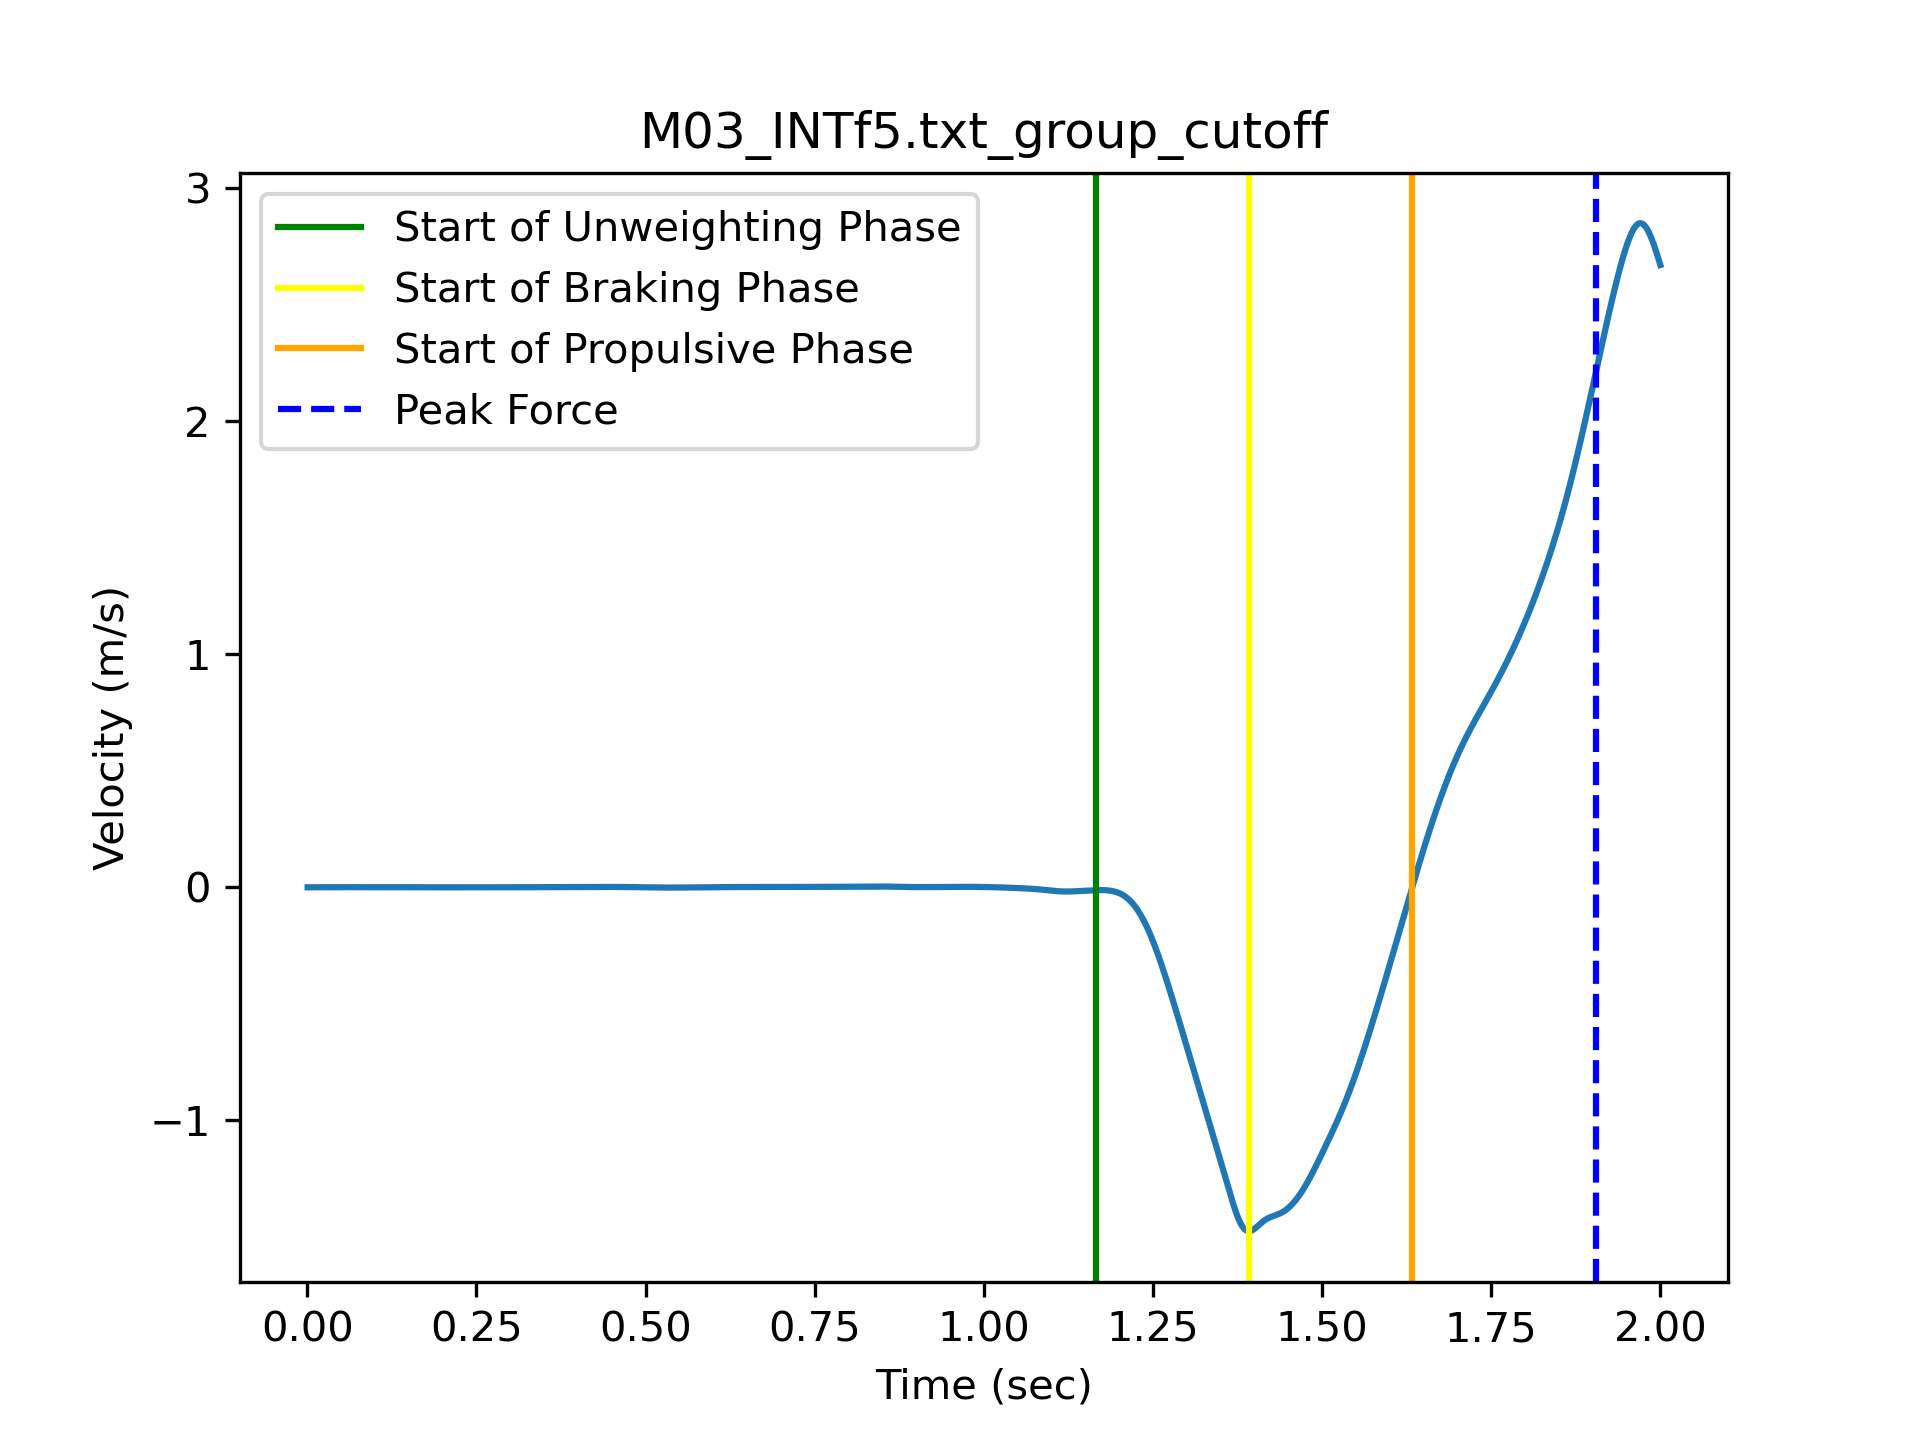 M03_INTf5.txt_group_cutoff
3
2
1
0
−1
Velocity (m/s)
Start of Unweighting Phase
Start of Braking Phase
Start of Propulsive Phase
Peak Force
0.00 0.25 0.50 0.75 1.00 1.25 1.50 1.75 2.00
Time (sec)